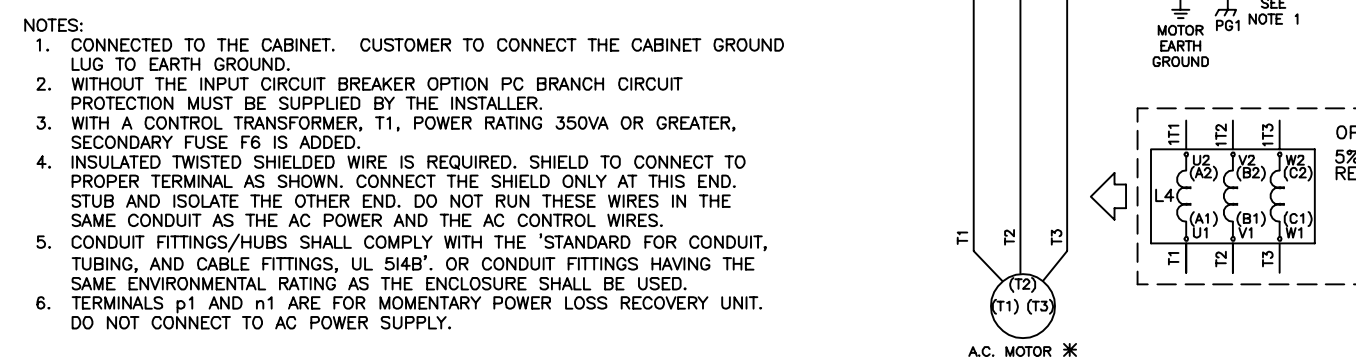 NOTES:
1. CONNECTED TO THE CABINET. CUSTOMER TO CONNECT THE CABINET GROUND
LUG TO EARTH GROUND.
2. WITHOUT THE INPUT CIRCUIT BREAKER OPTION PC BRANCH CIRCUIT
PROTECTION MUST BE SUPPLIED BY THE INSTALLER.
3. WITH A CONTROL TRANSFORMER, T1, POWER RATING 350VA OR GREATER,
SECONDARY FUSE F6 IS ADDED.
4. INSULATED TWISTED SHIELDED WIRE IS REQUIRED. SHIELD TO CONNECT TO
PROPER TERMINAL AS SHOWN. CONNECT THE SHIELD ONLY AT THIS END.
STUB AND ISOLATE THE OTHER END. DO NOT RUN THESE WIRES IN THE
SAME CONDUIT AS THE AC POWER AND THE AC CONTROL WIRES.
5. CONDUIT FITTINGS/HUBS SHALL COMPLY WITH THE 'STANDARD FOR CONDUIT,
TUBING, AND CABLE FITTINGS, UL 514B'. OR CONDUIT FITTINGS HAVING THE
SAME ENVIRONMENTAL RATING AS THE ENCLOSURE SHALL BE USED.
6. TERMINALS p1 AND n1 ARE FOR MOMENTARY POWER LOSS RECOVERY UNIT.
DO NOT CONNECT TO AC POWER SUPPLY.
SEE
NOTE 1
PG1
MOTOR
EARTH
GROUND
1T1 1T2 1T3
U2 V2 W2
(A2) (B2) (C2)
L4
(A1) (B1) (C1)
U1 V1 W1
T1 T2 T3
5%
T1 T2 T3
(T2)
(T1) (T3)
A.C. MOTOR *